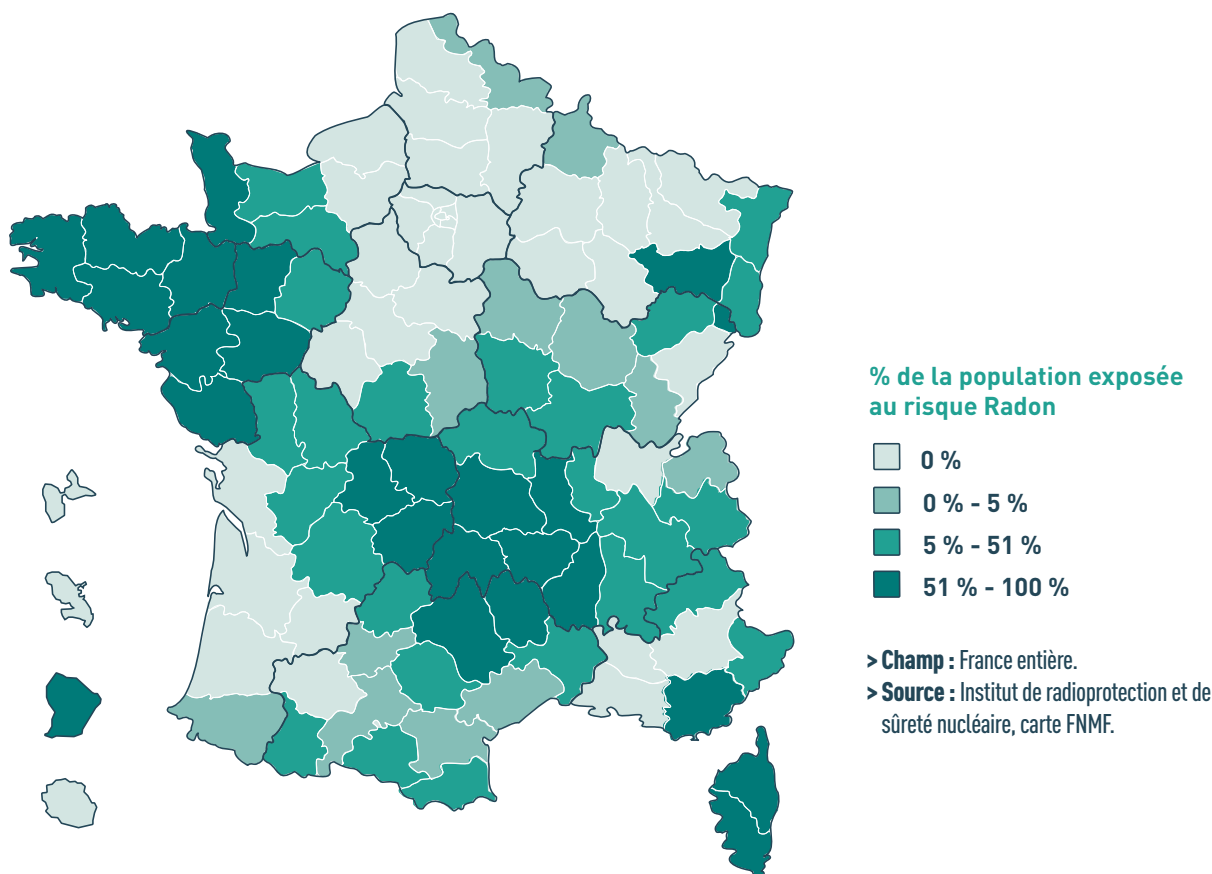 % de la population exposée
au risque Radon
0 %
0 % - 5 %
5 % - 51 %
51 % - 100 %
> Champ : France entière.
> Source : Institut de radioprotection et de
sûreté nucléaire, carte FNMF.